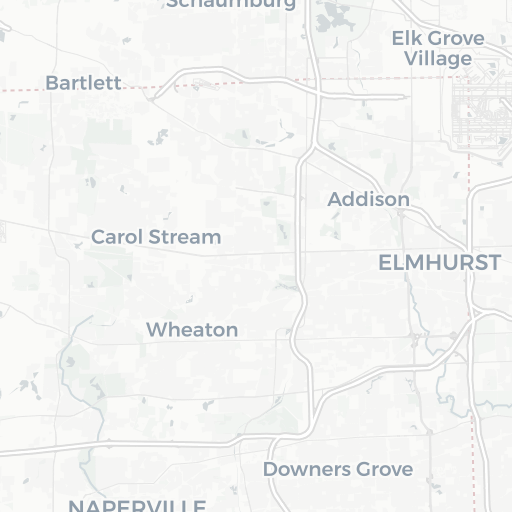 Schaumburg
Elk Grove
Village
Bartlett
Addison
Carol Stream
ELMHURST
Wheaton
Downers Grove
NAPERVILLE